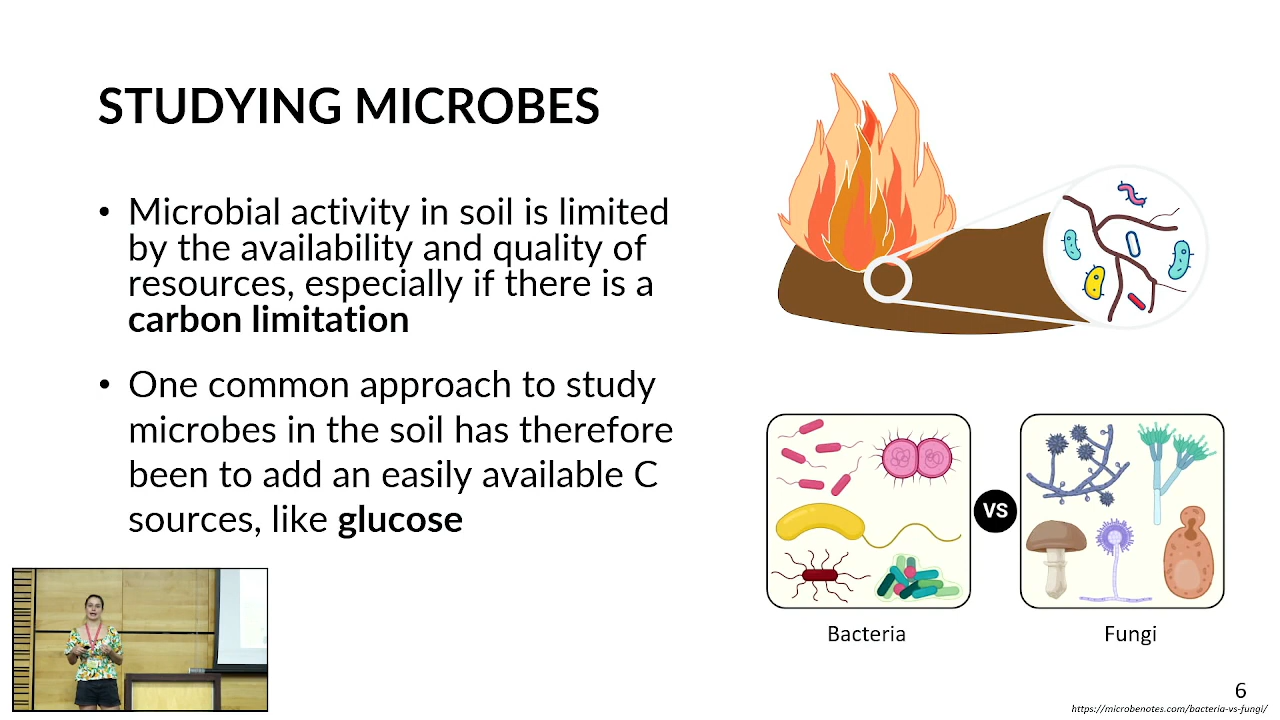 STUDYING MICROBES
• Microbial activity in soil is limited
by the availability and quality of
resources, especially if there is a
carbon limitation
• One common approach to study
microbes in the soil has therefore
been to add an easily available C
sources, like glucose
VS
Bacteria
Fungi
6
https://microbenotes.com/bacteria-vs-fungi/